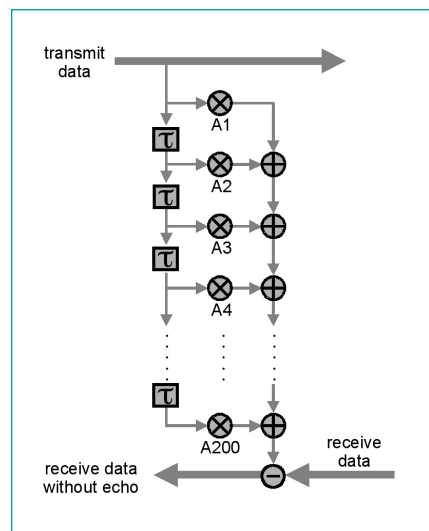 transmit
data
A1
τ
A2
τ
A3
τ
A4
τ
A200
receive
data
receive data
without echo